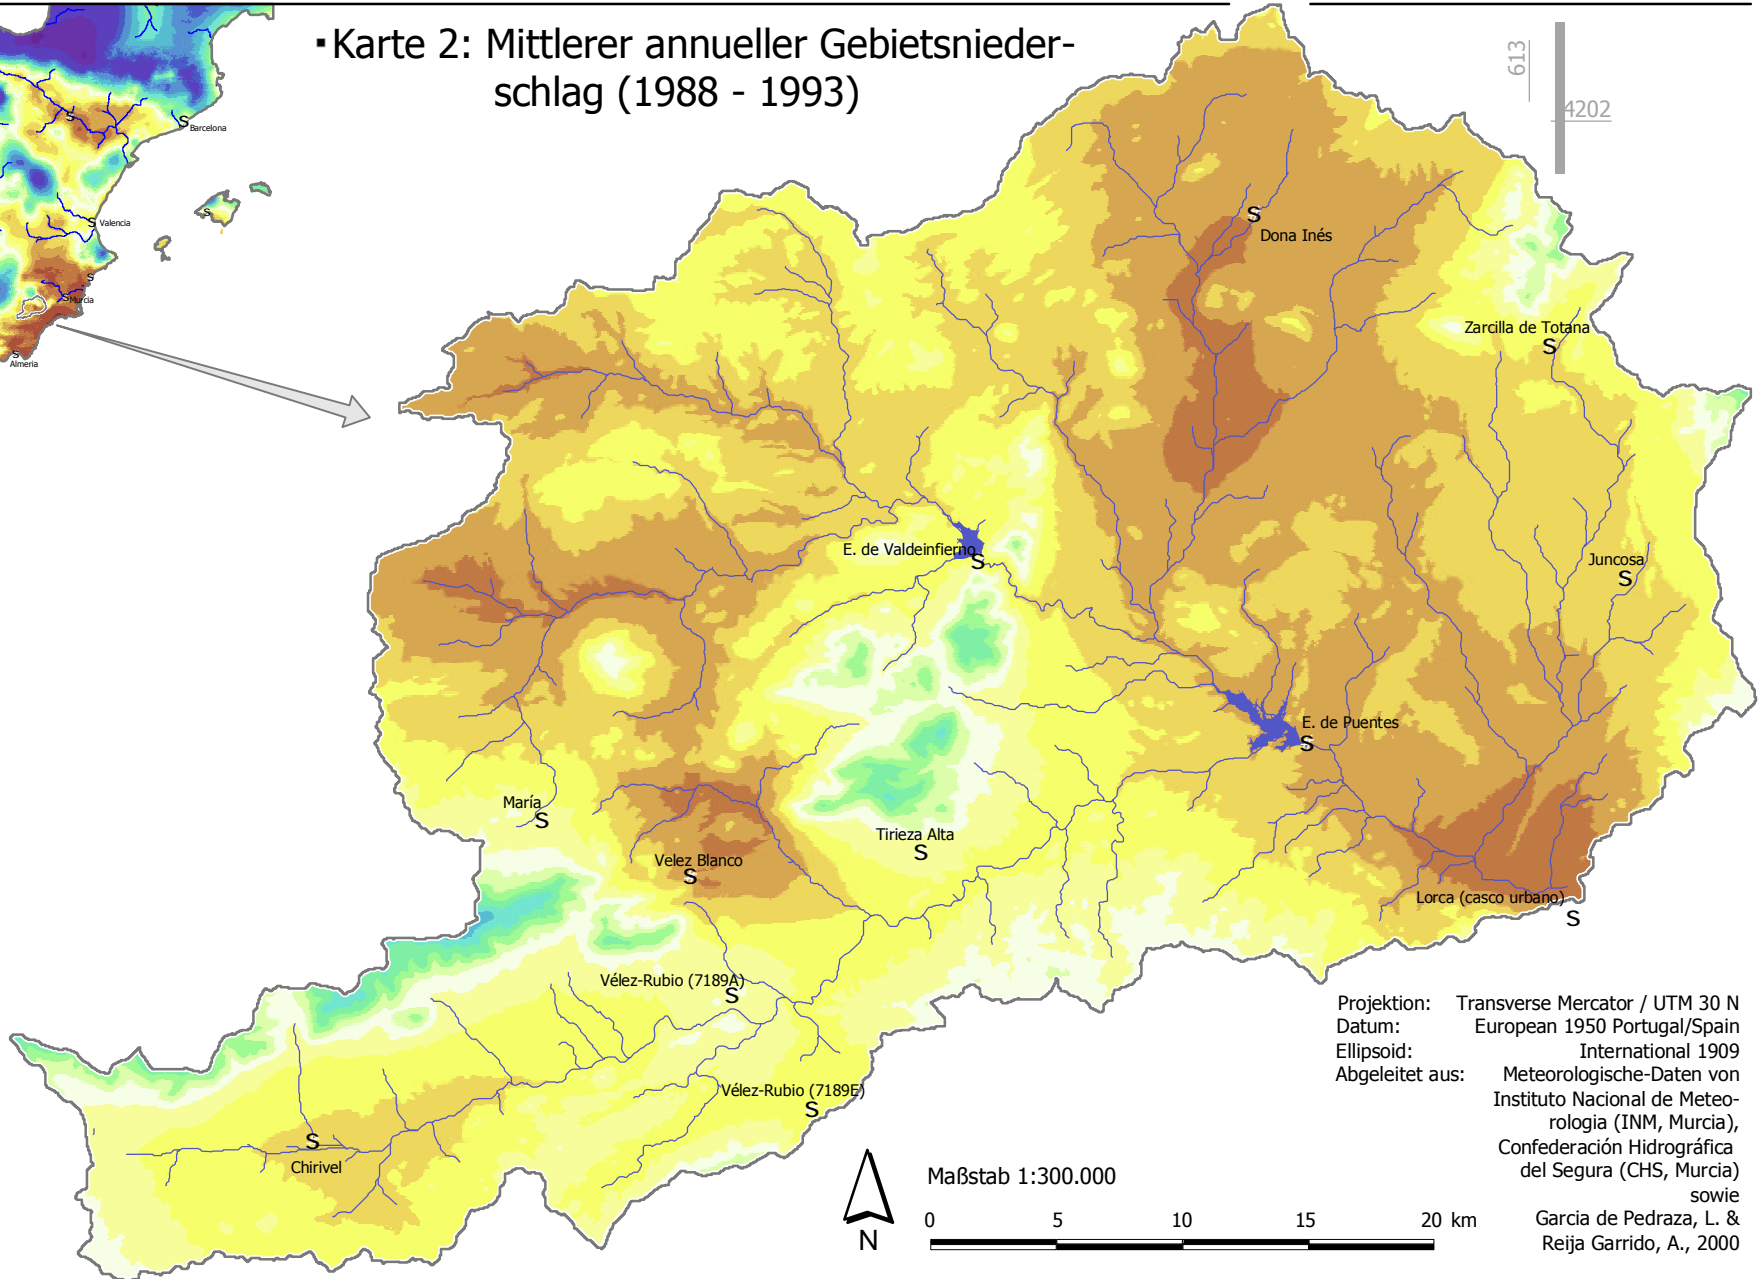 ▪Karte 2: Mittlerer annueller Gebietsnieder-
schlag (1988 - 1993)
613
4202
S
S Barcelona
S Valencia
S
S
S Murcia
S
Almeria
S
Dona Inés
Zarcilla de Totana
S
E. de Valdeinfierno
S
Juncosa
S
E. de Puentes
S
María
S
Tirieza Alta
S
Velez Blanco
S
Lorca (casco urbano)
S
Vélez-Rubio (7189A)
S
Vélez-Rubio (7189E)
S
S
Chirivel
Projektion: Transverse Mercator / UTM 30 N
Datum: European 1950 Portugal/Spain
Ellipsoid: International 1909
Abgeleitet aus: Meteorologische-Daten von
Instituto Nacional de Meteo-
rologia (INM, Murcia),
Confederación Hidrográfica
del Segura (CHS, Murcia)
sowie
Garcia de Pedraza, L. &
Reija Garrido, A., 2000
N
Maßstab 1:300.000
0 5 10 15 20 km